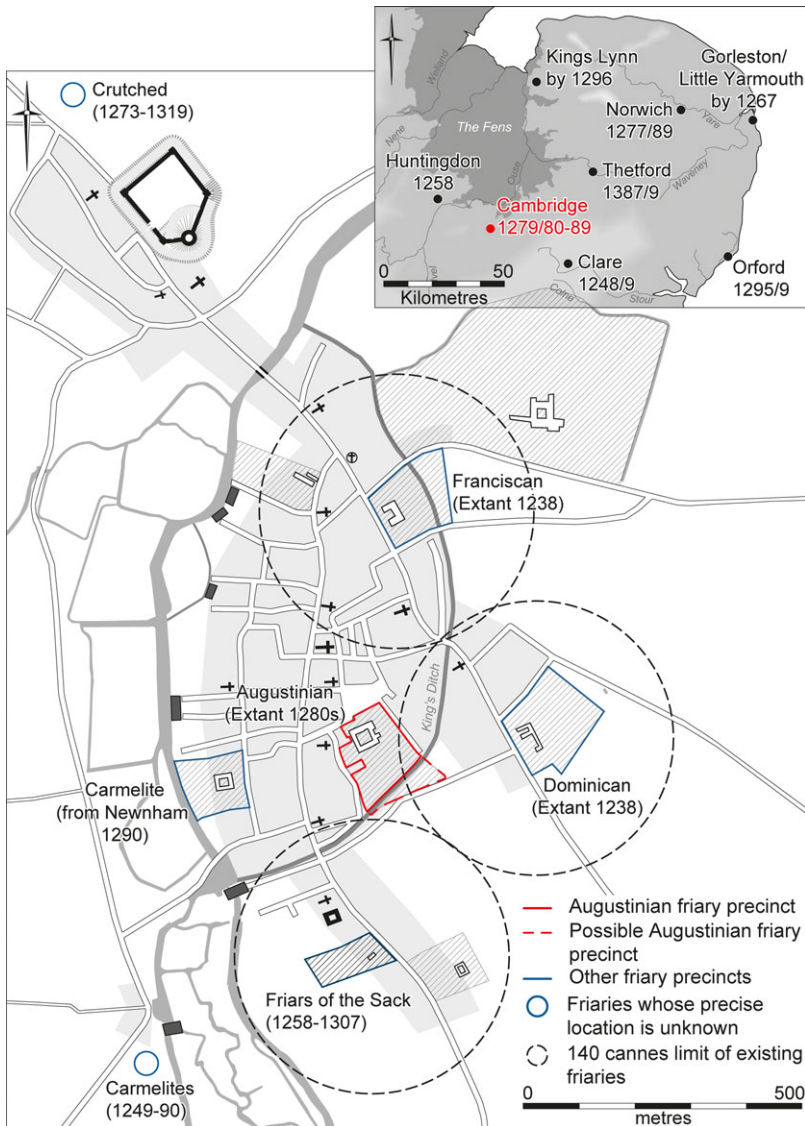 Crutched
(1273-1319)
Kings Lynn
by 1296
Gorleston/
Little Yarmouth
by 1267
Welland
Nene
The Fens
Norwich
1277/89
Yare
Huntingdon
1258
Ouse
Thetford
1387/9
Waveney
Cambridge
1279/80-89
Clare
1248/9
Orford
1295/9
Stour
0
50
Kilometres
Franciscan
(Extant 1238)
King's Ditch
Augustinian
(Extant 1280s)
Carmelite
(from Newnham
1290)
Dominican
(Extant 1238)
Friars of the Sack
(1258-1307)
Carmelites
(1249-90)
Augustinian friary precinct
Possible Augustinian friary
precinct
Other friary precincts
Friaries whose precise
location is unknown
140 cannes limit of existing
friaries
0
500
metres